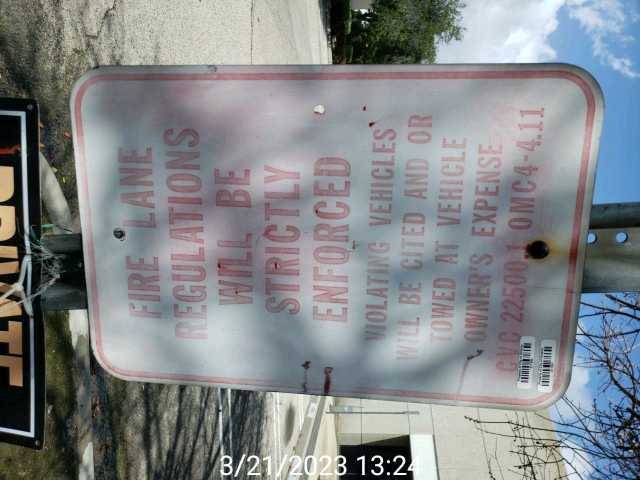 FIRE LANE
REGULATIONS
WILL BE
STRICTLY
ENFORCED
VIOLATING VEHICLES
WILL BE CITED AND OR
TOWED AT VEHICLE
OWNER'S EXPENSE
CVC 22500-1 OMC4-4.11
PRIVATE
3/21/2023 13:24